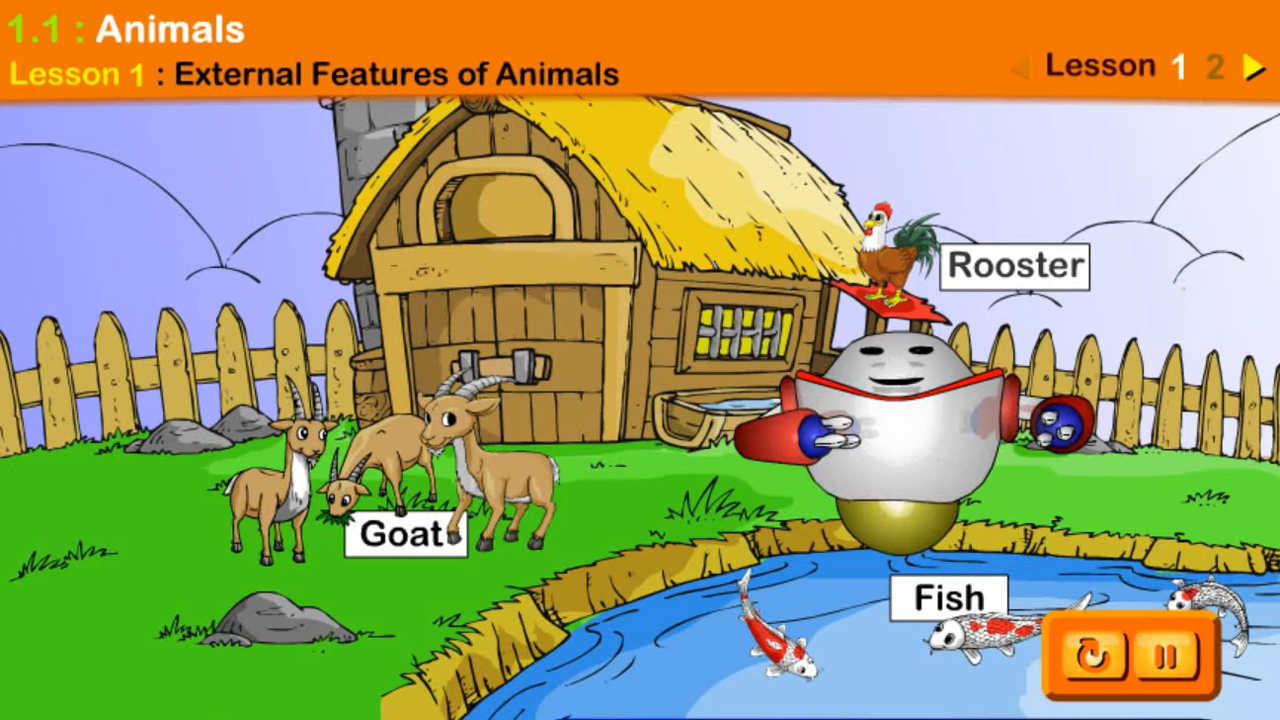 1.1 : Animals
Lesson 1 : External Features of Animals
Lesson 1 2
Rooster
Goat
Fish